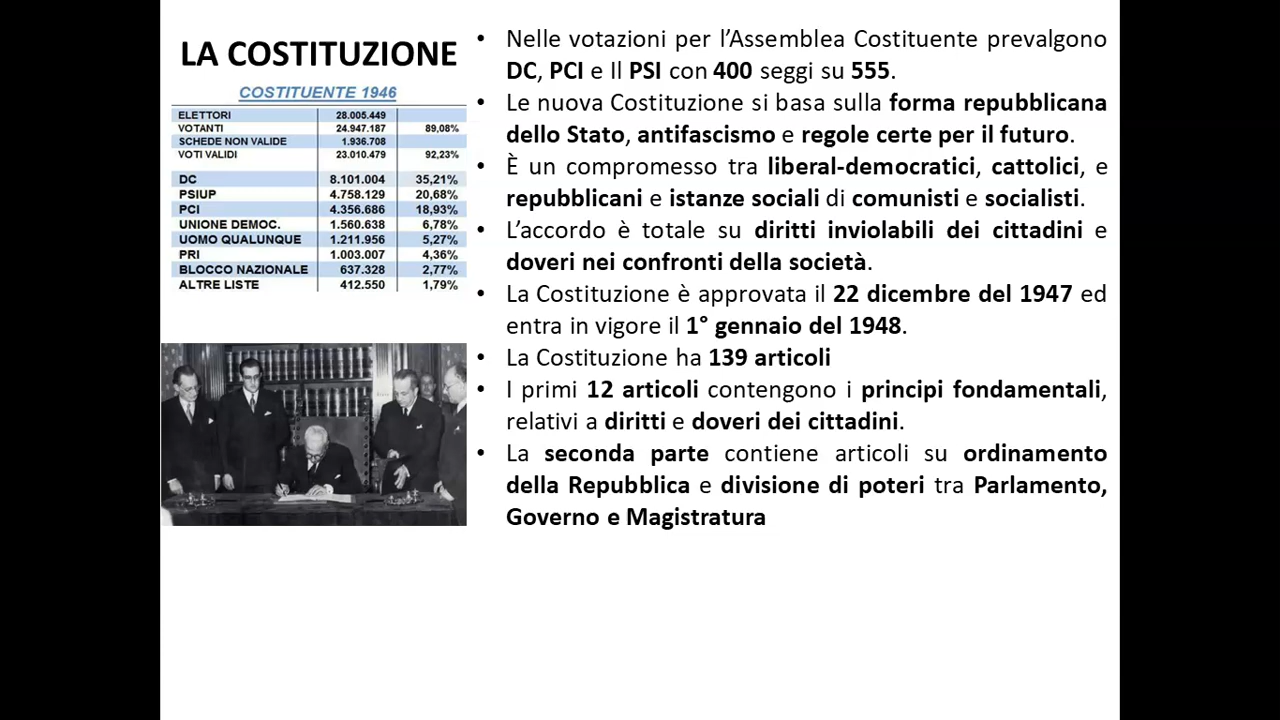 LA COSTITUZIONE
COSTITUENTE 1946
ELETTORI 28.005.449
VOTANTI 24.947.187 89,08%
SCHEDE NON VALIDE 1.936.708
VOTI VALIDI 23.010.479 92,23%
DC 8.101.004 35,21%
PSIUP 4.758.129 20,68%
PCI 4.356.686 18,93%
UNIONE DEMOC. 1.560.638 6,78%
UOMO QUALUNQUE 1.211.956 5,27%
PRI 1.003.007 4,36%
BLOCCO NAZIONALE 637.328 2,77%
ALTRE LISTE 412.550 1,79%
• Nelle votazioni per l’Assemblea Costituente prevalgono
DC, PCI e Il PSI con 400 seggi su 555.
• Le nuova Costituzione si basa sulla forma repubblicana
dello Stato, antifascismo e regole certe per il futuro.
• È un compromesso tra liberal-democratici, cattolici, e
repubblicani e istanze sociali di comunisti e socialisti.
• L’accordo è totale su diritti inviolabili dei cittadini e
doveri nei confronti della società.
• La Costituzione è approvata il 22 dicembre del 1947 ed
entra in vigore il 1° gennaio del 1948.
• La Costituzione ha 139 articoli
• I primi 12 articoli contengono i principi fondamentali,
relativi a diritti e doveri dei cittadini.
• La seconda parte contiene articoli su ordinamento
della Repubblica e divisione di poteri tra Parlamento,
Governo e Magistratura